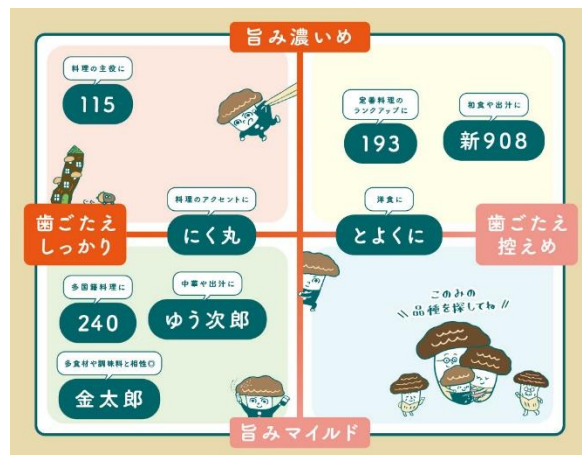 旨み濃いめ
料理の主役に
115
定番料理の
ランクアップに
193
和食や出汁に
新908
歯ごたえ
しっかり
料理のアクセントに
にく丸
洋食に
とよくに
歯ごたえ
控えめ
多国籍料理に
240
中華や出汁に
ゆう次郎
多食材や調味料と相性◎
金太郎
このみの
品種を探してね
旨みマイルド